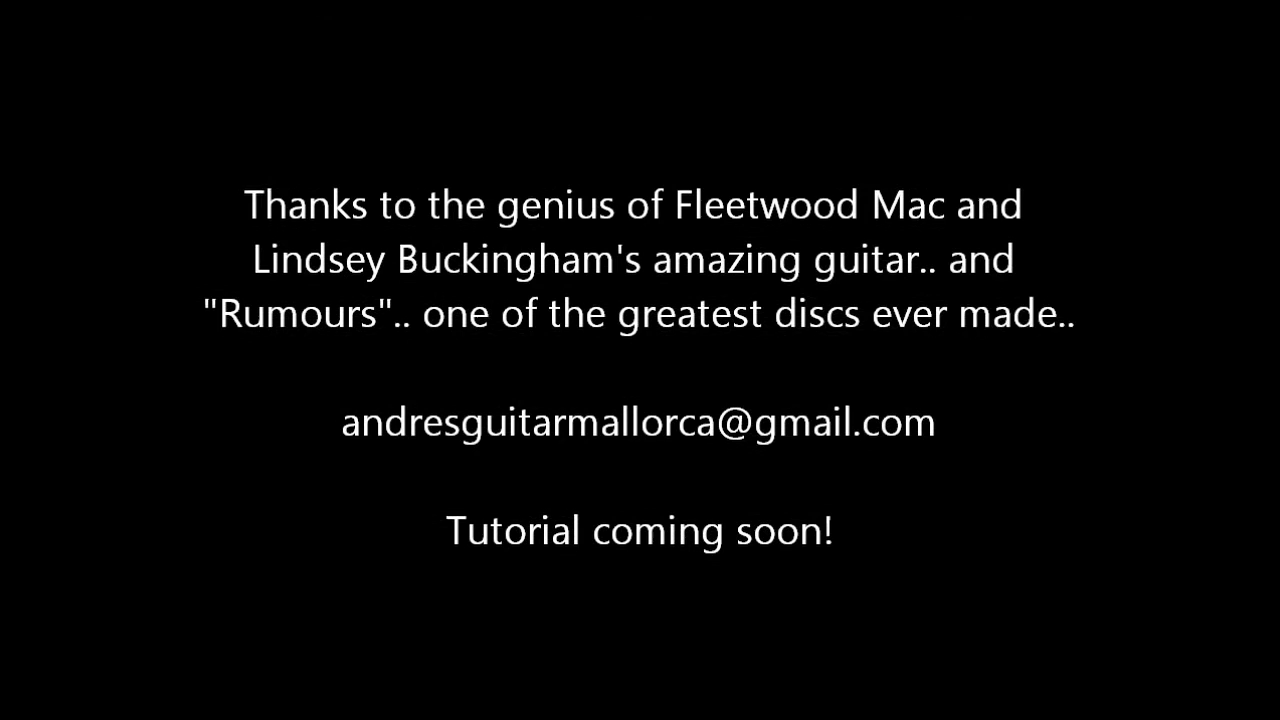 Thanks to the genius of Fleetwood Mac and
Lindsey Buckingham's amazing guitar.. and
"Rumours".. one of the greatest discs ever made..
andresguitarmallorca@gmail.com
Tutorial coming soon!